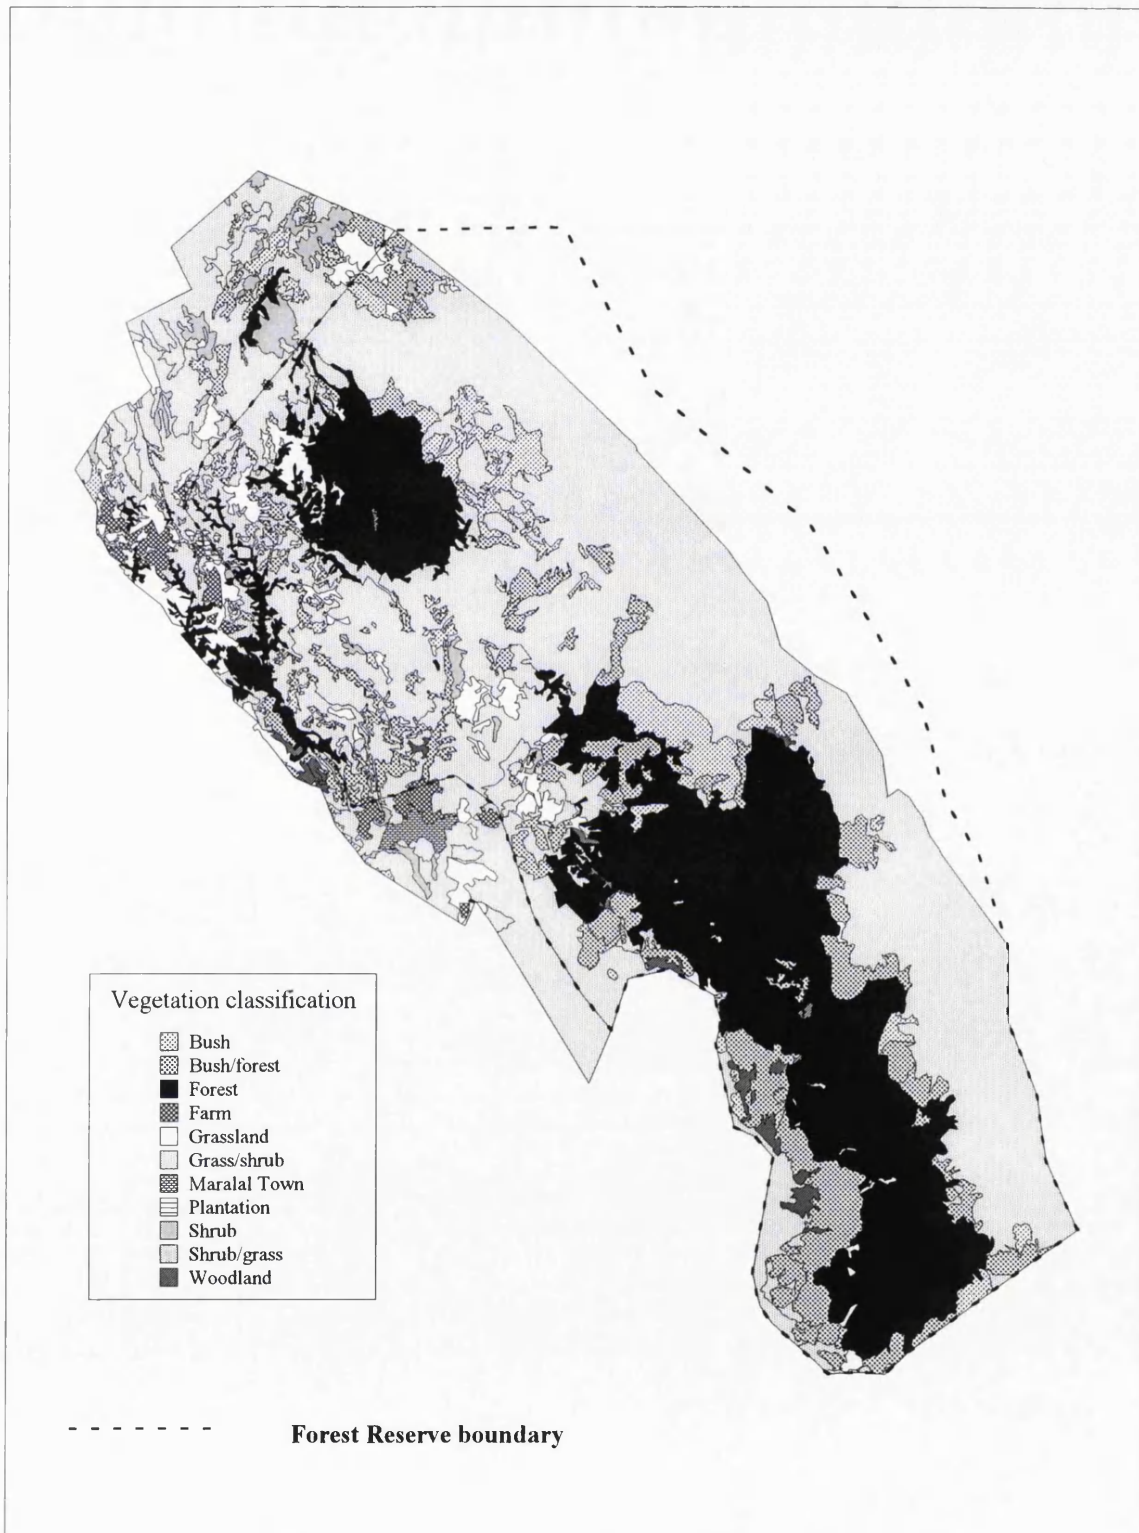 Vegetation classification
Bush
Bush/forest
Forest
Farm
Grassland
Grass/shrub
Maralal Town
Plantation
Shrub
Shrub/grass
Woodland
Forest Reserve boundary